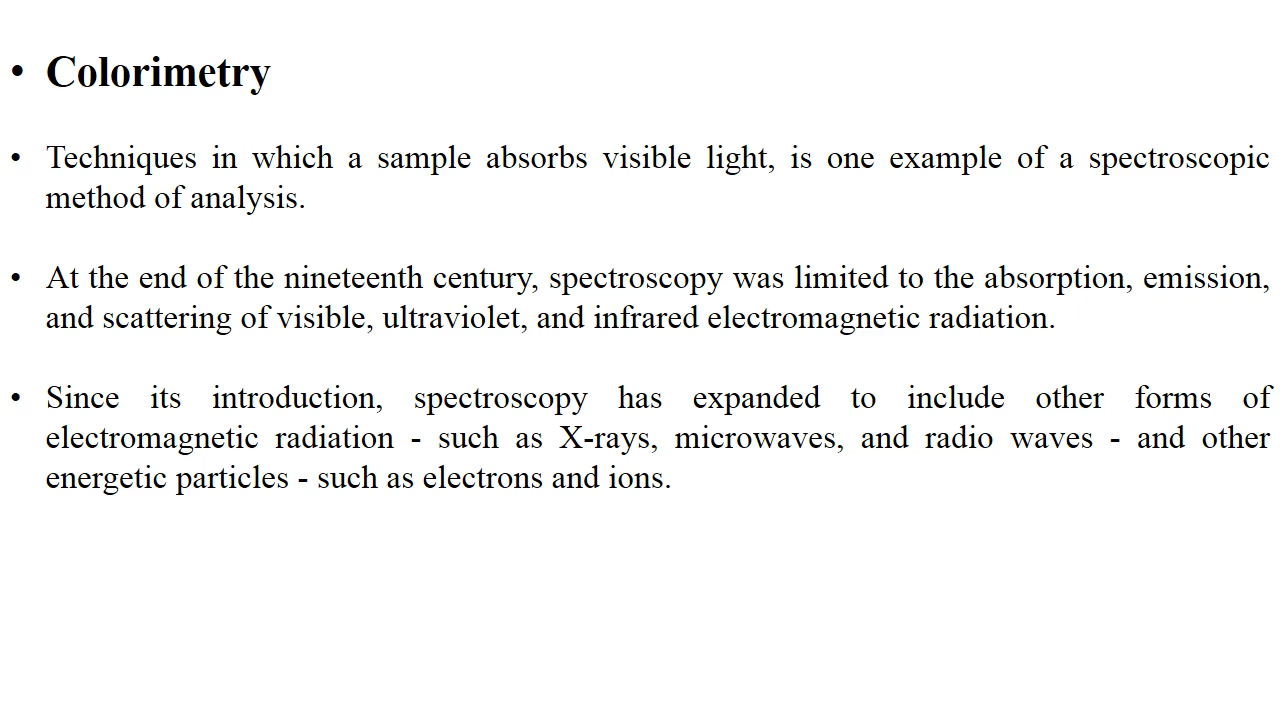 • Colorimetry
• Techniques in which a sample absorbs visible light, is one example of a spectroscopic
method of analysis.
• At the end of the nineteenth century, spectroscopy was limited to the absorption, emission,
and scattering of visible, ultraviolet, and infrared electromagnetic radiation.
• Since its introduction, spectroscopy has expanded to include other forms of
electromagnetic radiation - such as X-rays, microwaves, and radio waves - and other
energetic particles - such as electrons and ions.